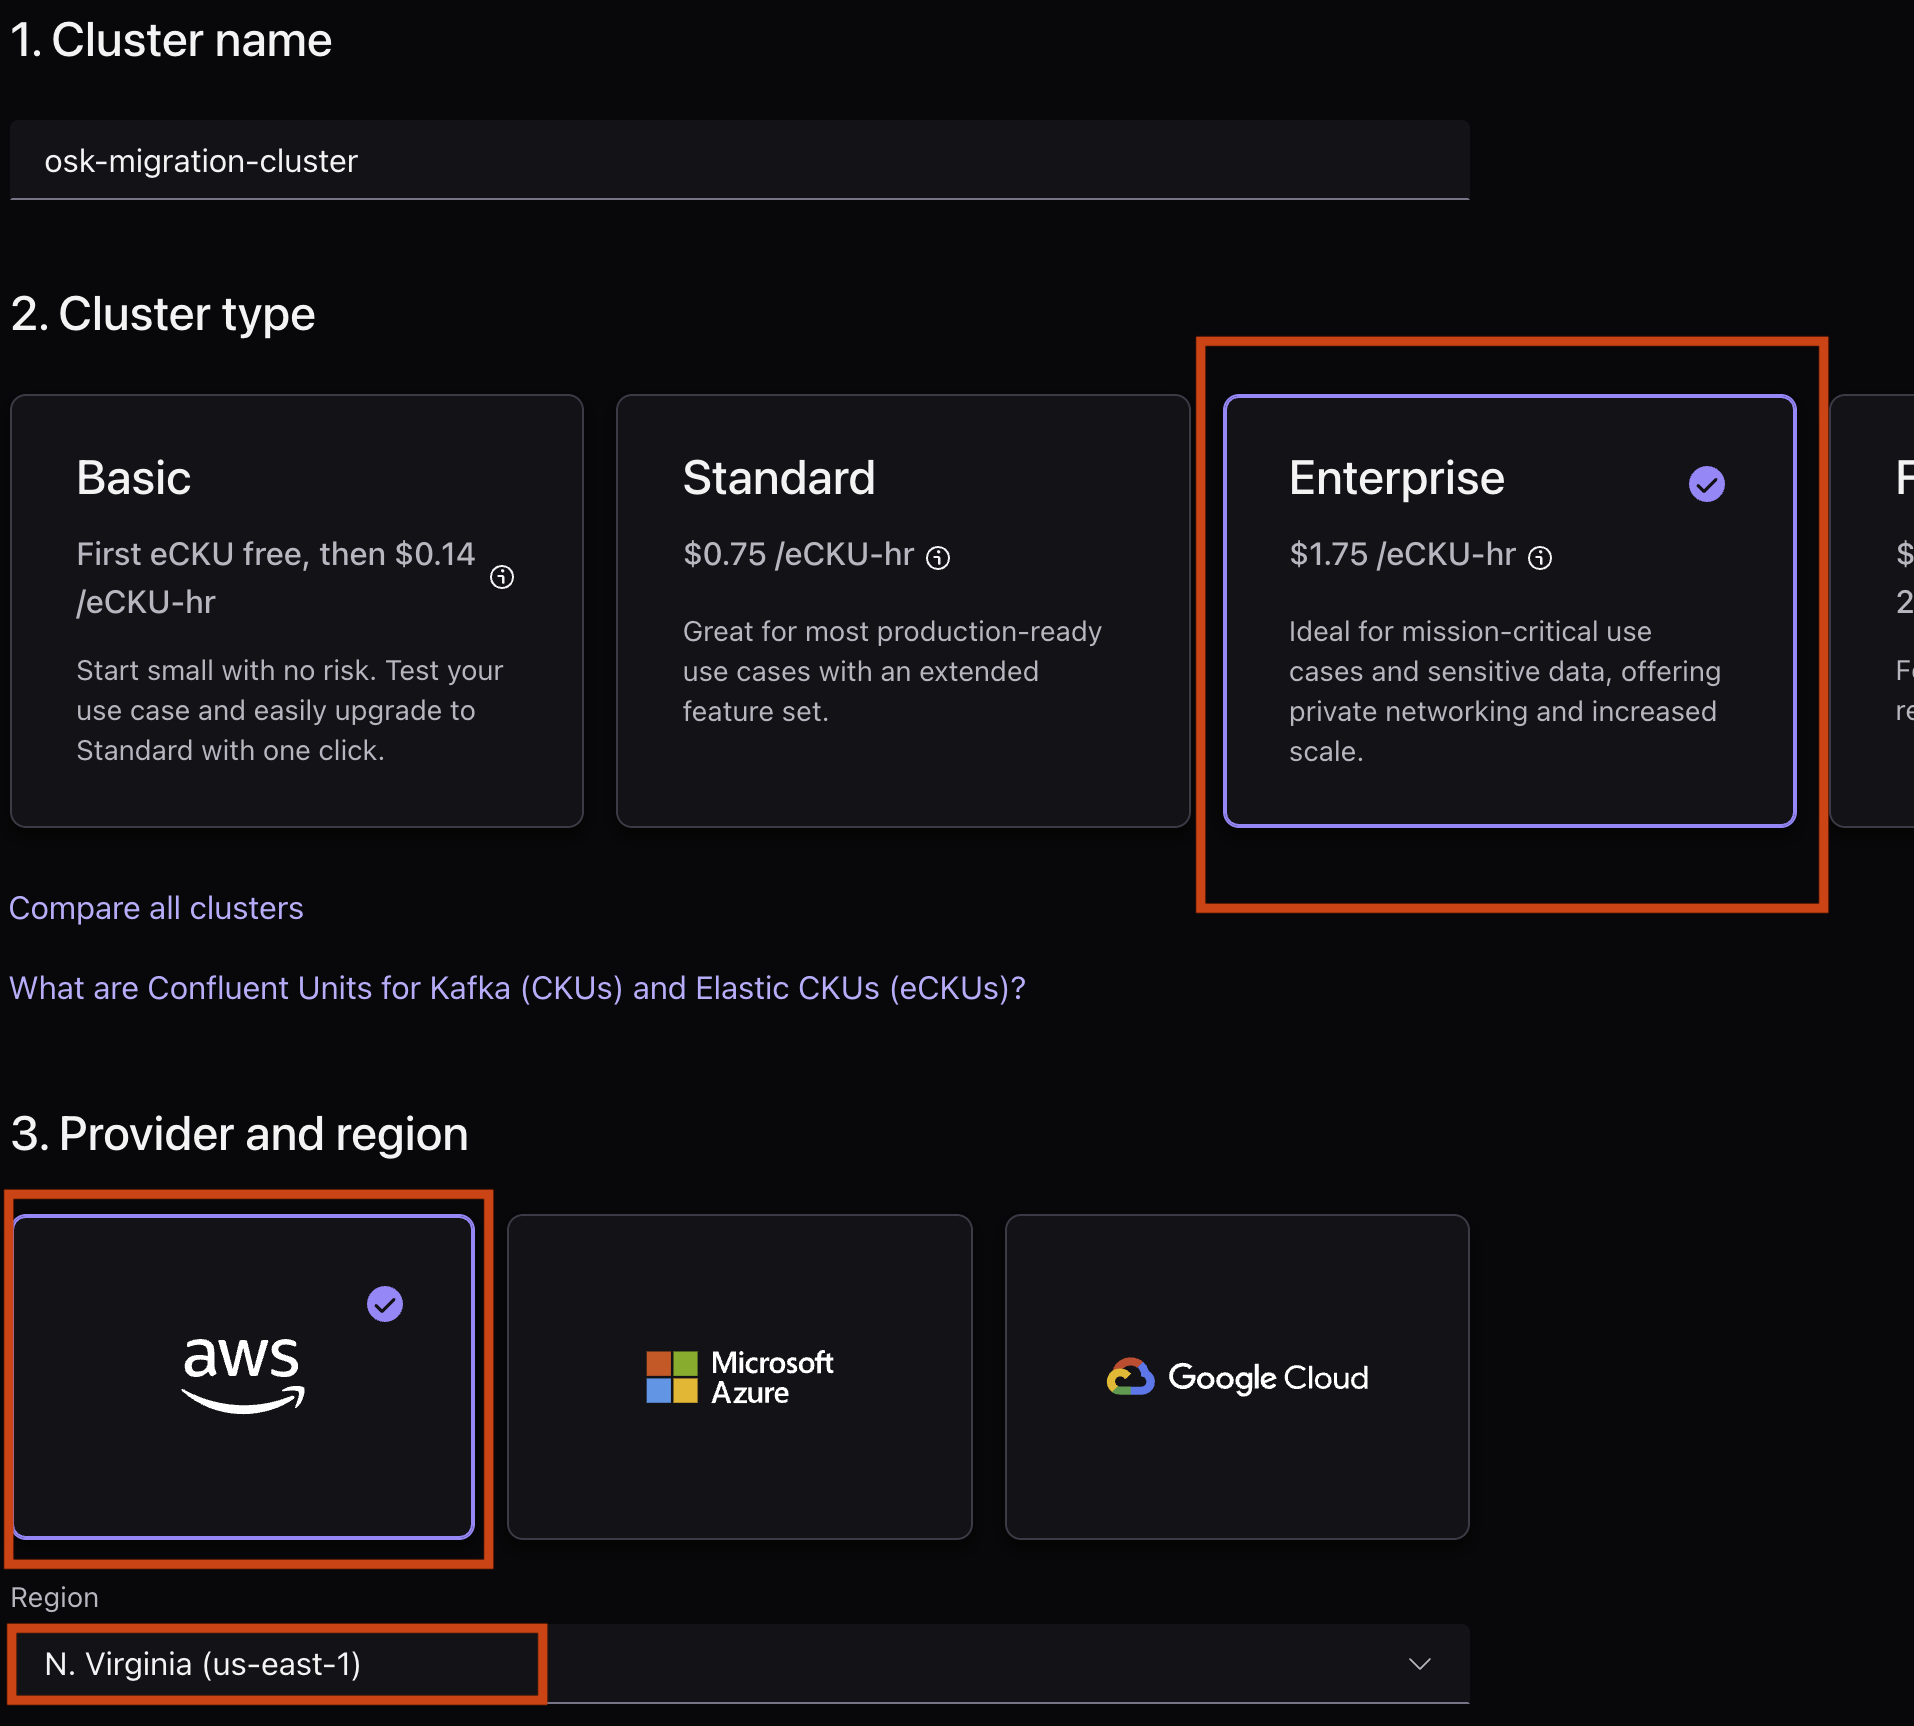 1. Cluster name
osk-migration-cluster
2. Cluster type
Basic
First eCKU free, then $0.14
/eCKU-hr
Start small with no risk. Test your
use case and easily upgrade to
Standard with one click.
Standard
$0.75 /eCKU-hr
Great for most production-ready
use cases with an extended
feature set.
Enterprise
$1.75 /eCKU-hr
Ideal for mission-critical use
cases and sensitive data, offering
private networking and increased
scale.
$
2
Compare all clusters
What are Confluent Units for Kafka (CKUs) and Elastic CKUs (eCKUs)?
3. Provider and region
aws
Microsoft
Azure
Google Cloud
Region
N. Virginia (us-east-1)